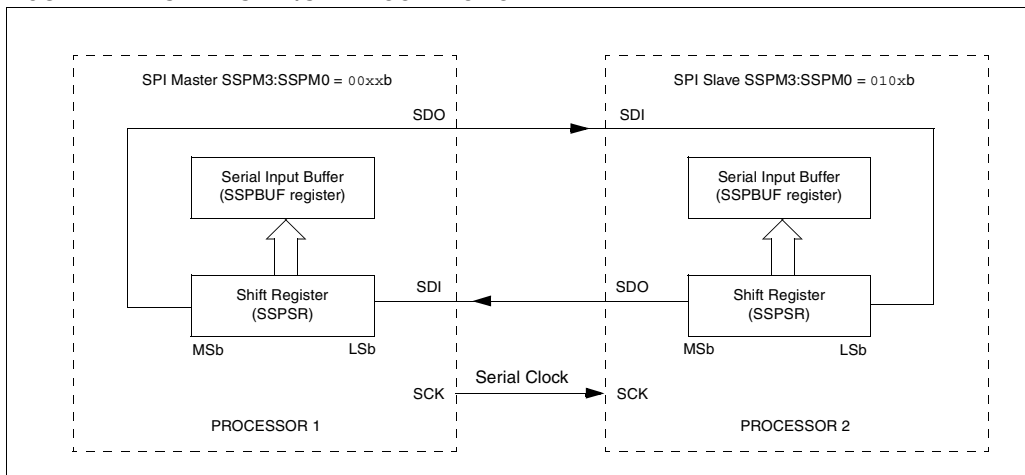 SPI Master SSPM3:SSPM0 = 00xxb
SPI Slave SSPM3:SSPM0 = 010xb
SDO
SDI
Serial Input Buffer
(SSPBUF register)
Serial Input Buffer
(SSPBUF register)
SDI
SDO
Shift Register
(SSPSR)
Shift Register
(SSPSR)
MSb
LSb
MSb
LSb
Serial Clock
SCK
SCK
PROCESSOR 1
PROCESSOR 2